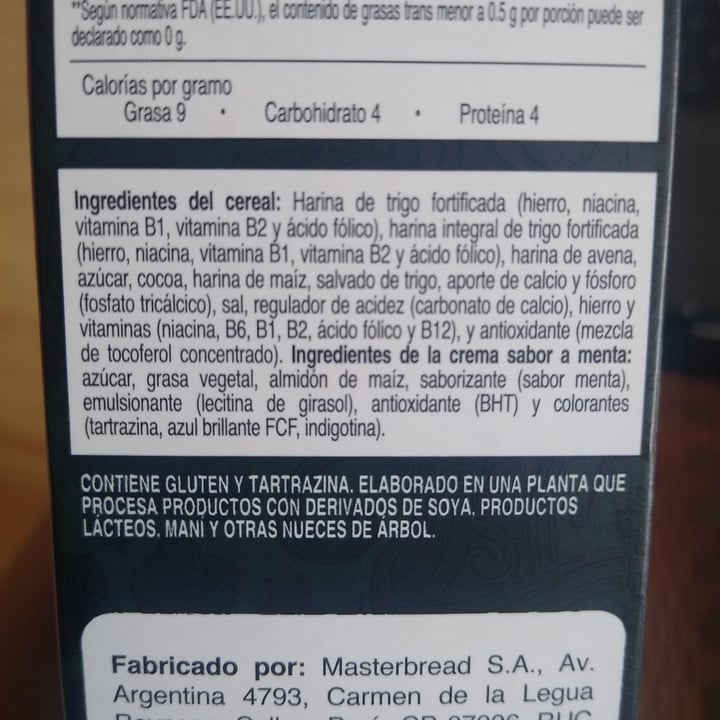 **Según normativa FDA (EE.UU.), el contenido de grasas trans menor a 0.5 g por porción puede ser
declarado como 0 g.
Calorías por gramo
Grasa 9 • Carbohidrato 4 • Proteína 4
Ingredientes del cereal: Harina de trigo fortificada (hierro, niacina,
vitamina B1, vitamina B2 y ácido fólico), harina integral de trigo fortificada
(hierro, niacina, vitamina B1, vitamina B2 y ácido fólico), harina de avena,
azúcar, cocoa, harina de maíz, salvado de trigo, aporte de calcio y fósforo
(fosfato tricálcico), sal, regulador de acidez (carbonato de calcio), hierro y
vitaminas (niacina, B6, B1, B2, ácido fólico y B12), y antioxidante (mezcla
de tocoferol concentrado). Ingredientes de la crema sabor a menta:
azúcar, grasa vegetal, almidón de maíz, saborizante (sabor menta),
emulsionante (lecitina de girasol), antioxidante (BHT) y colorantes
(tartrazina, azul brillante FCF, indigotina).
CONTIENE GLUTEN Y TARTRAZINA. ELABORADO EN UNA PLANTA QUE
PROCESA PRODUCTOS CON DERIVADOS DE SOYA, PRODUCTOS
LÁCTEOS, MANÍ Y OTRAS NUECES DE ÁRBOL.
Fabricado por: Masterbread S.A., Av.
Argentina 4793, Carmen de la Legua